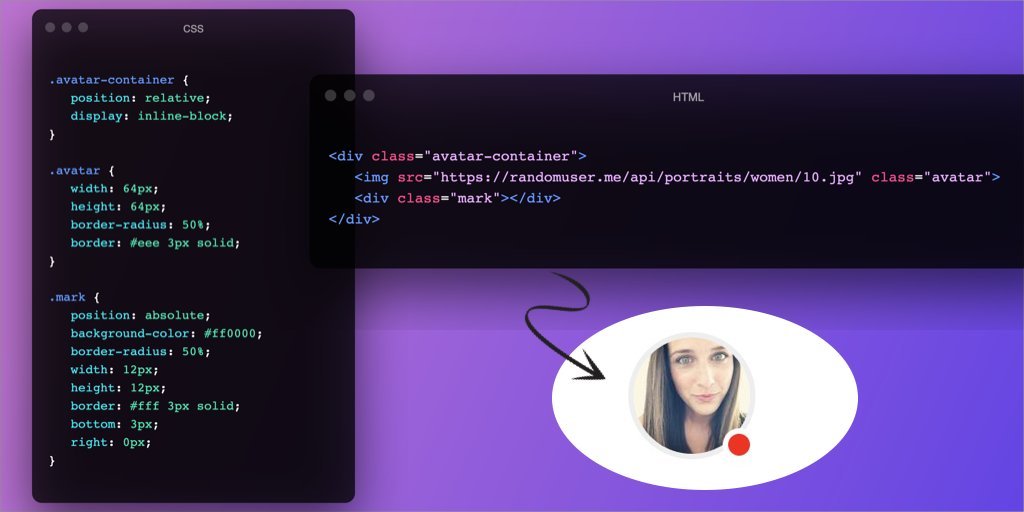 CSS
.avatar-container {
   position: relative;
   display: inline-block;
}
.avatar {
   width: 64px;
   height: 64px;
   border-radius: 50%;
   border: #eee 3px solid;
}
.mark {
   position: absolute;
   background-color: #ff0000;
   border-radius: 50%;
   width: 12px;
   height: 12px;
   border: #fff 3px solid;
   bottom: 3px;
   right: 0px;
}
HTML
<div class="avatar-container">
   <img src="https://randomuser.me/api/portraits/women/10.jpg" class="avatar">
   <div class="mark"></div>
</div>